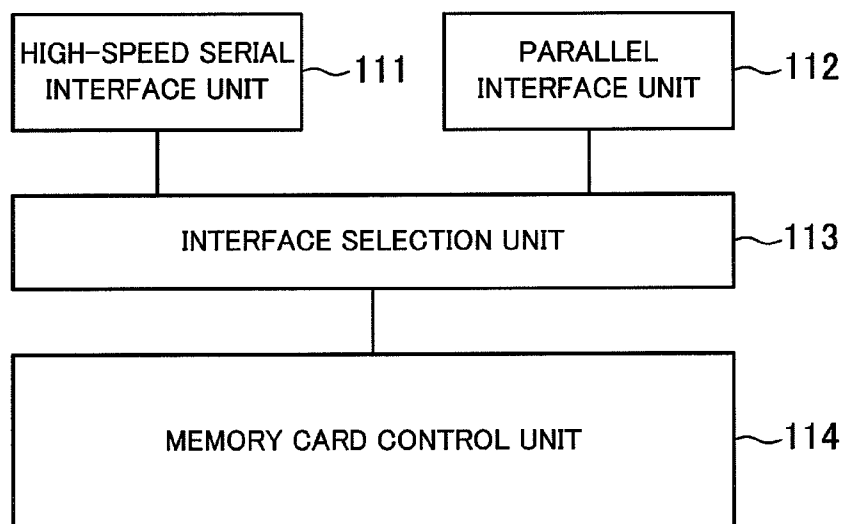 HIGH-SPEED SERIAL
INTERFACE UNIT
111
PARALLEL
INTERFACE UNIT
112
INTERFACE SELECTION UNIT
113
MEMORY CARD CONTROL UNIT
114